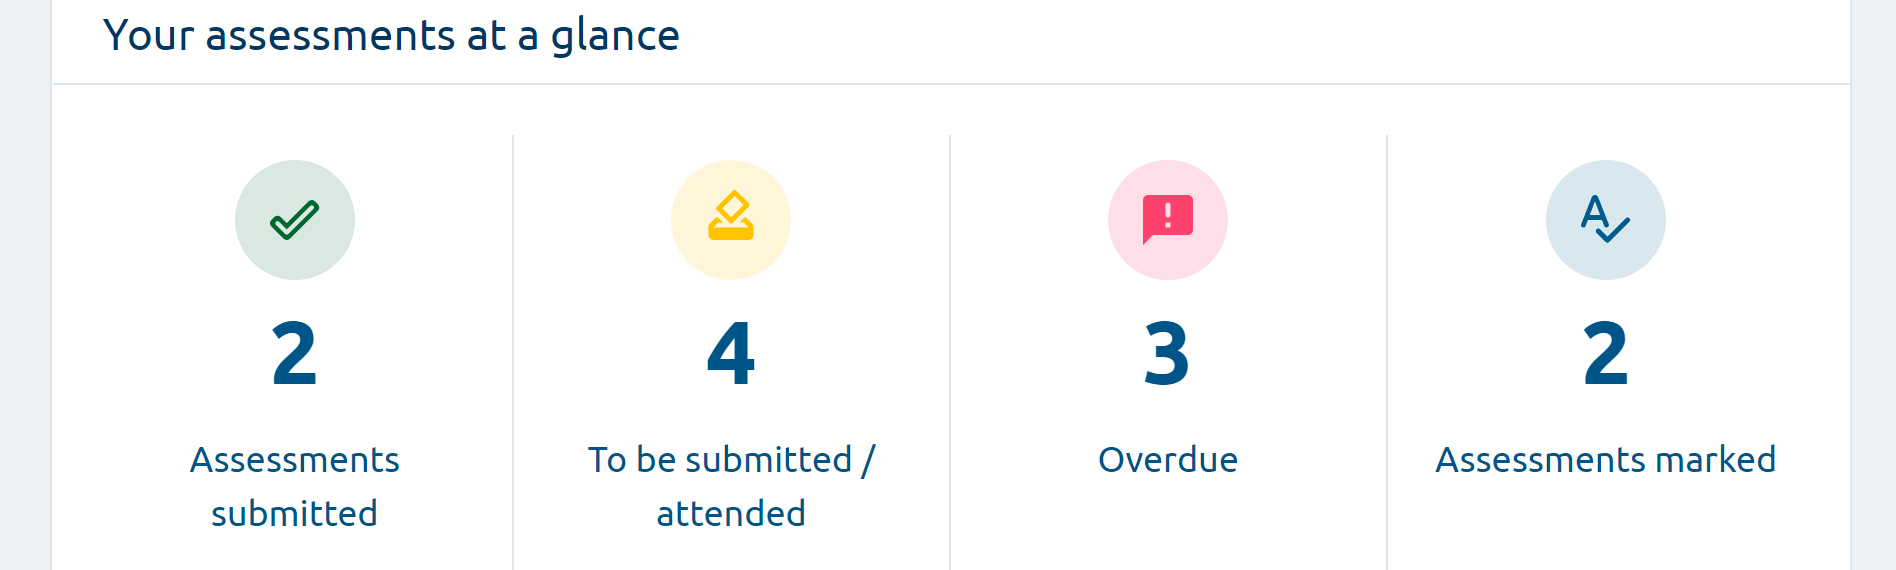 Your assessments at a glance
2
Assessments
submitted
4
To be submitted /
attended
3
Overdue
2
Assessments marked